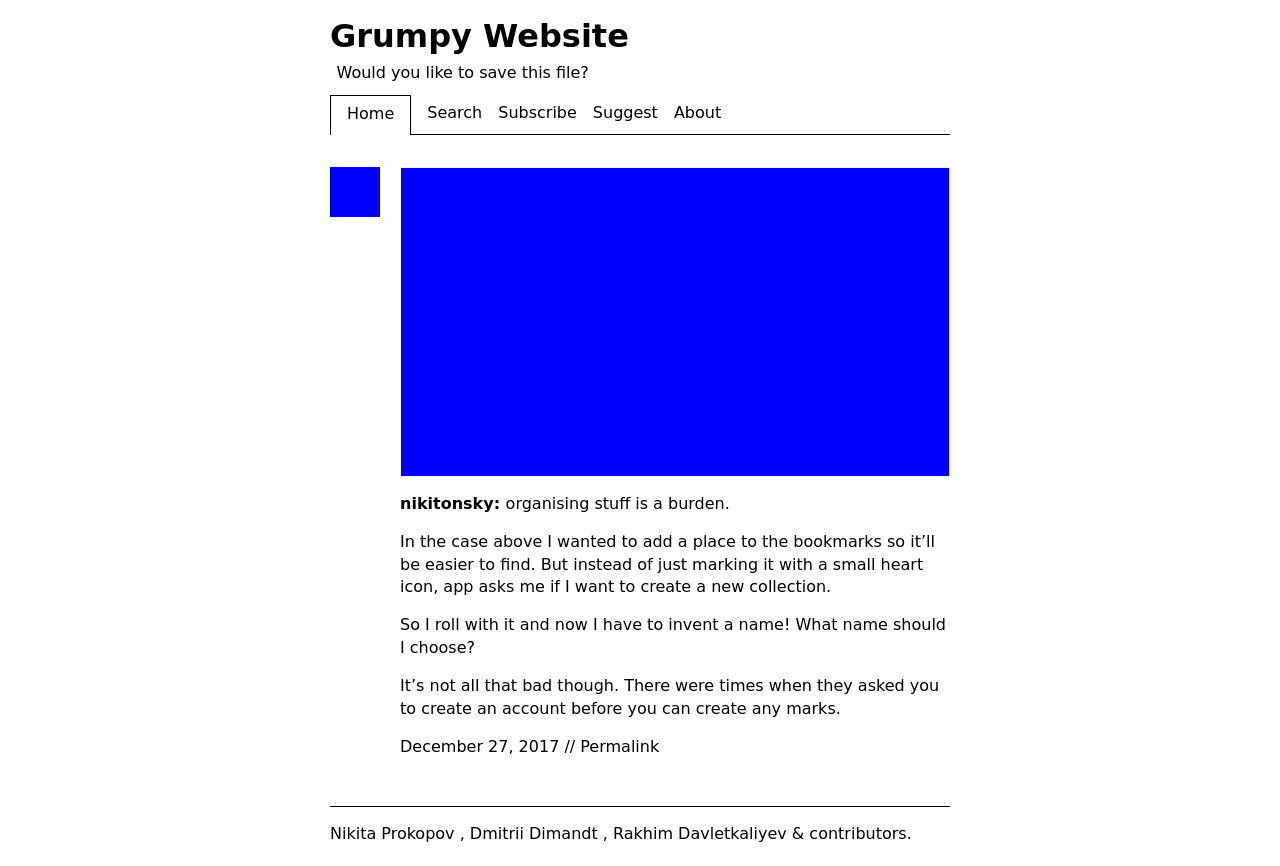 Grumpy Website
Would you like to save this file?
Home Search Subscribe Suggest About
nikitonsky: organising stuff is a burden.
In the case above I wanted to add a place to the bookmarks so it’ll
be easier to find. But instead of just marking it with a small heart
icon, app asks me if I want to create a new collection.
So I roll with it and now I have to invent a name! What name should
I choose?
It’s not all that bad though. There were times when they asked you
to create an account before you can create any marks.
December 27, 2017 // Permalink
Nikita Prokopov , Dmitrii Dimandt , Rakhim Davletkaliyev & contributors.